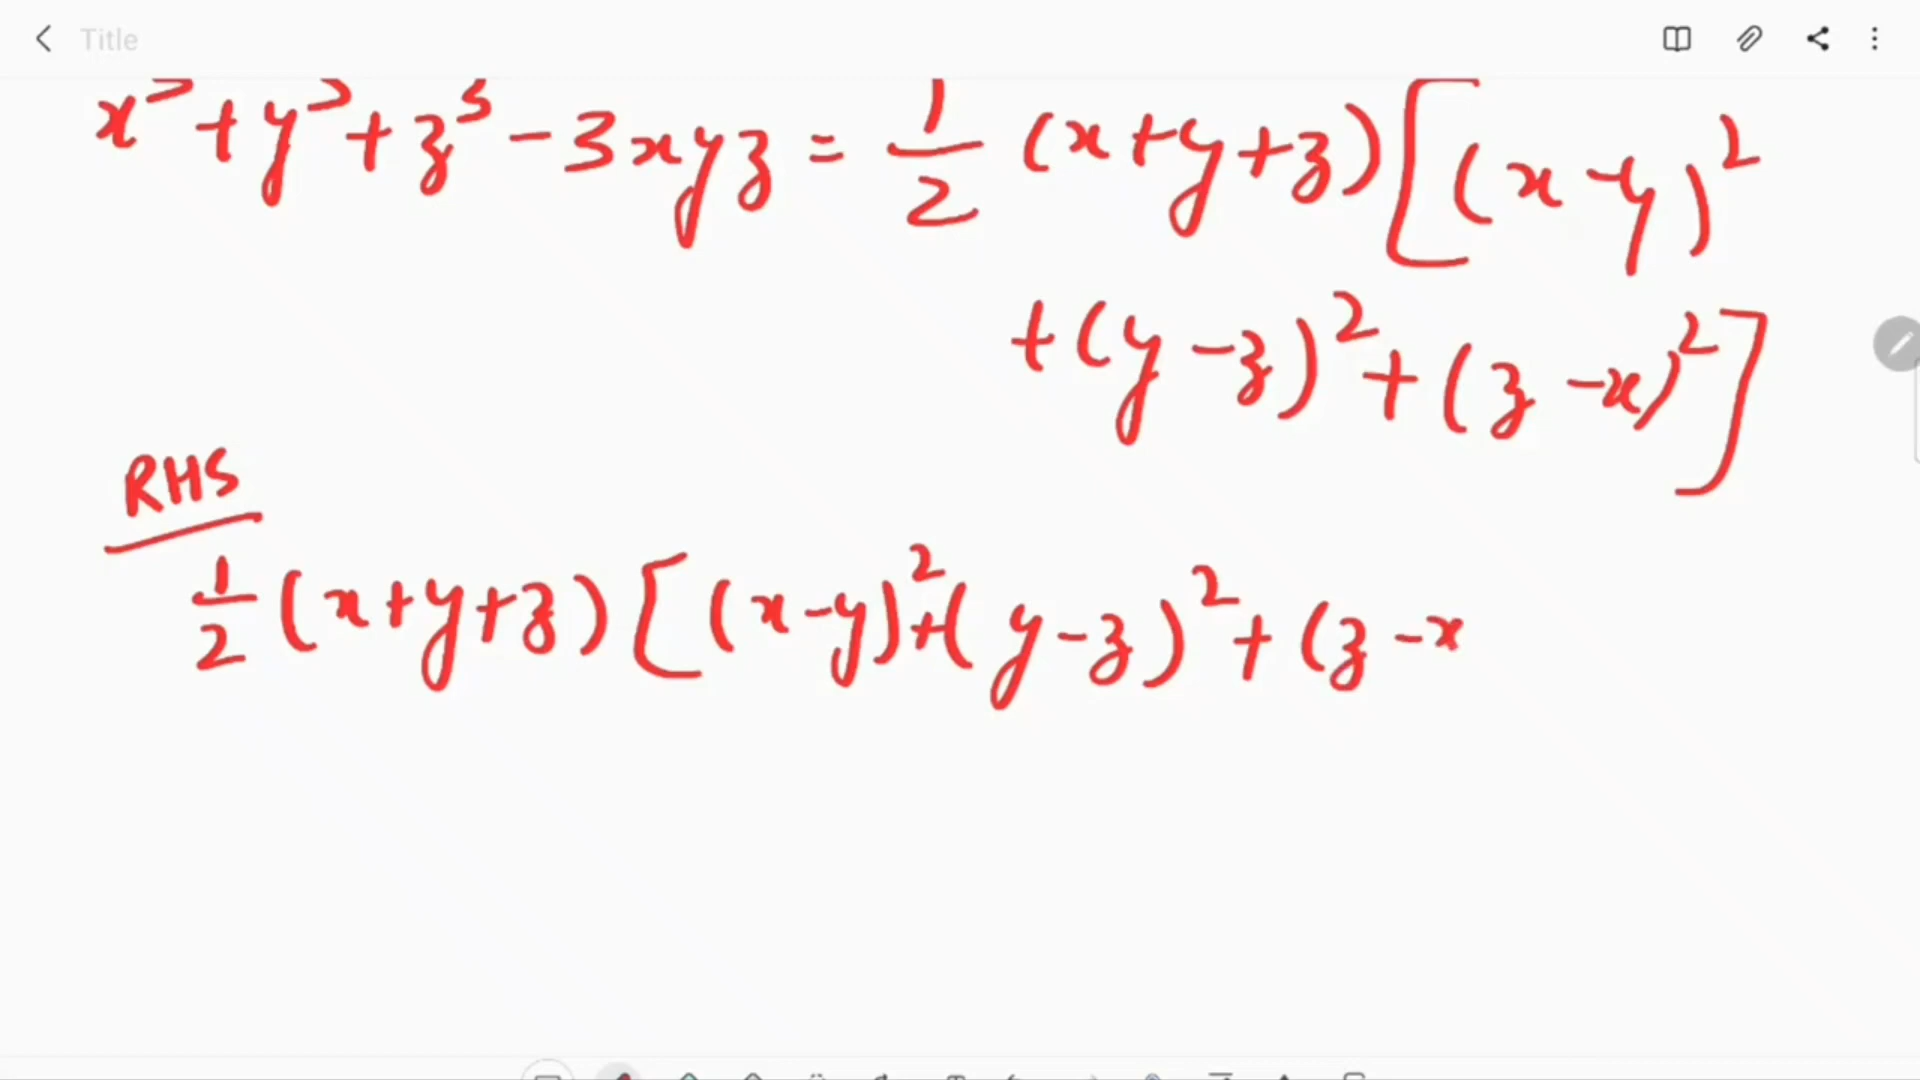 Title
x³+y³+z³-3xyz = 1/2 (x+y+z)[(x-y)²
+(y-z)²+(z-x)²]
RHS
1/2 (x+y+z)[(x-y)²+(y-z)²+(z-x